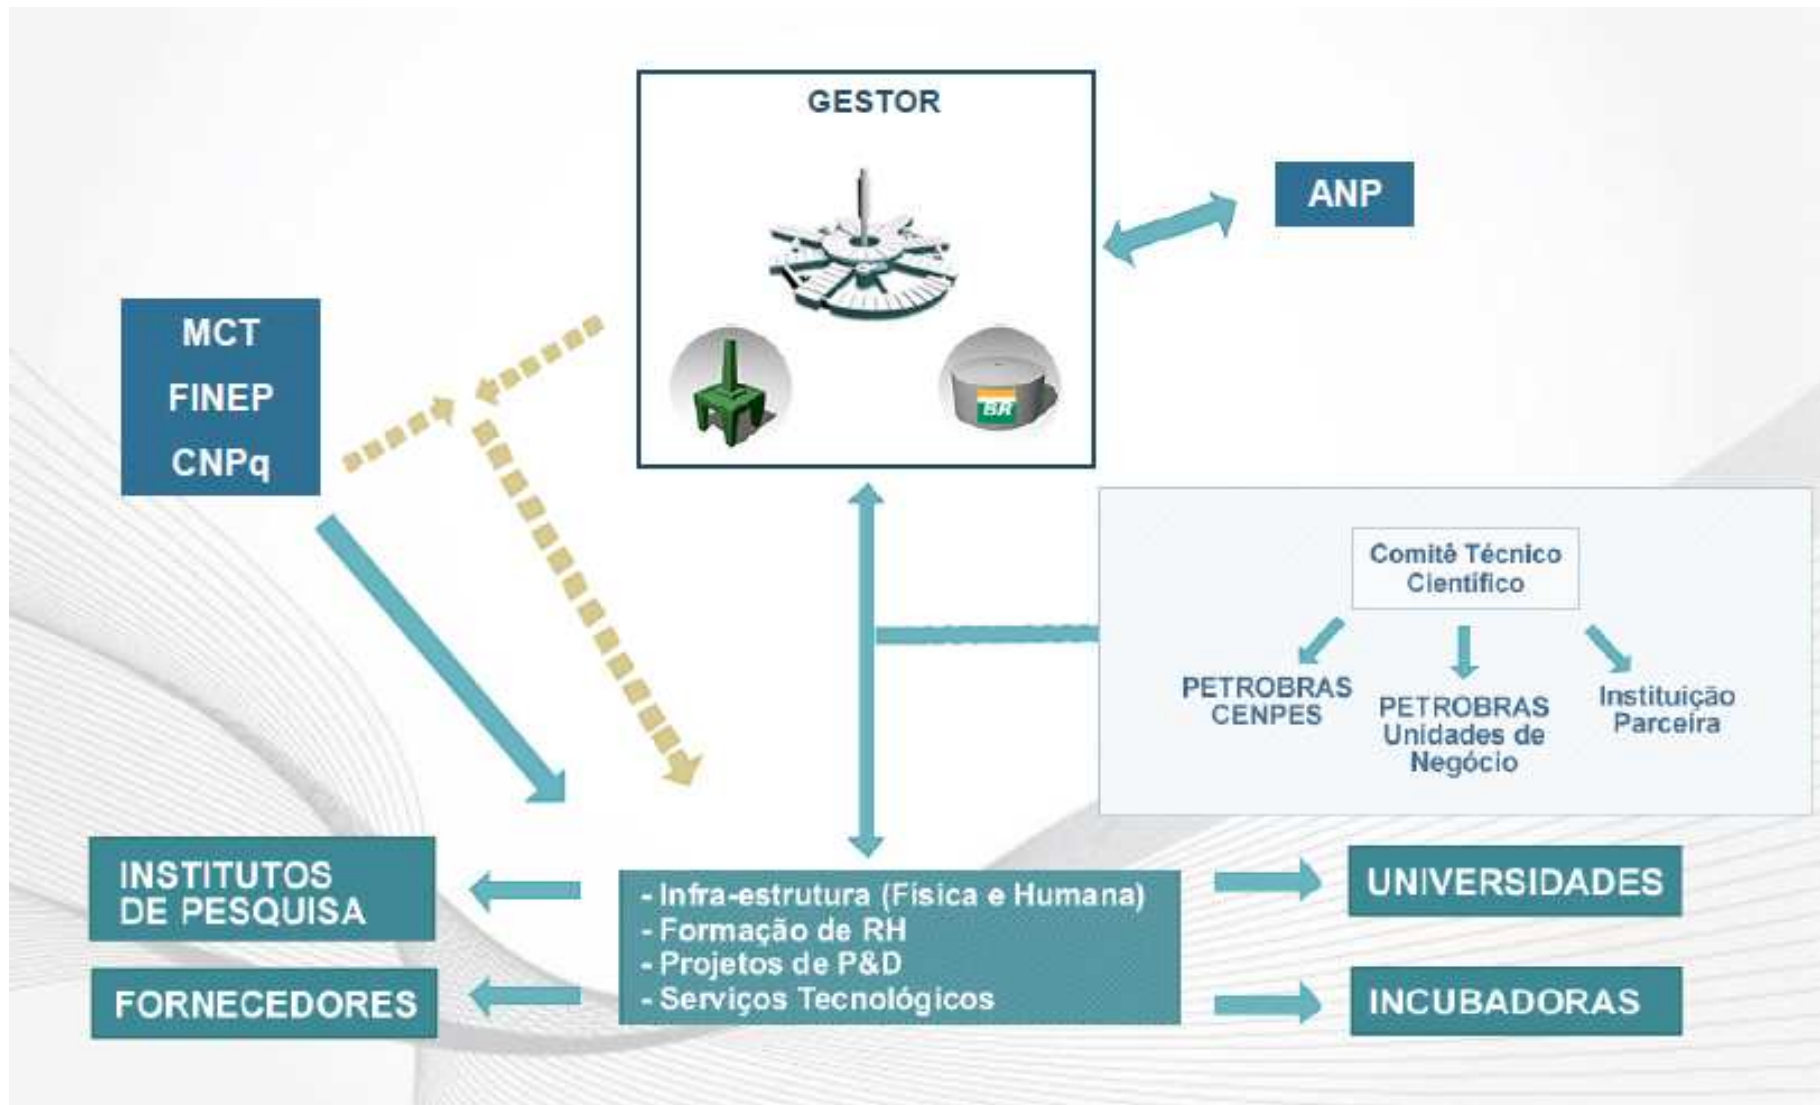 GESTOR
ANP
MCT
FINEP
CNPq
BR
Comitê Técnico
Científico
PETROBRAS
CENPES
PETROBRAS
Unidades de
Negócio
Instituição
Parceira
INSTITUTOS
DE PESQUISA
FORNECEDORES
- Infra-estrutura (Física e Humana)
- Formação de RH
- Projetos de P&D
- Serviços Tecnológicos
UNIVERSIDADES
INCUBADORAS